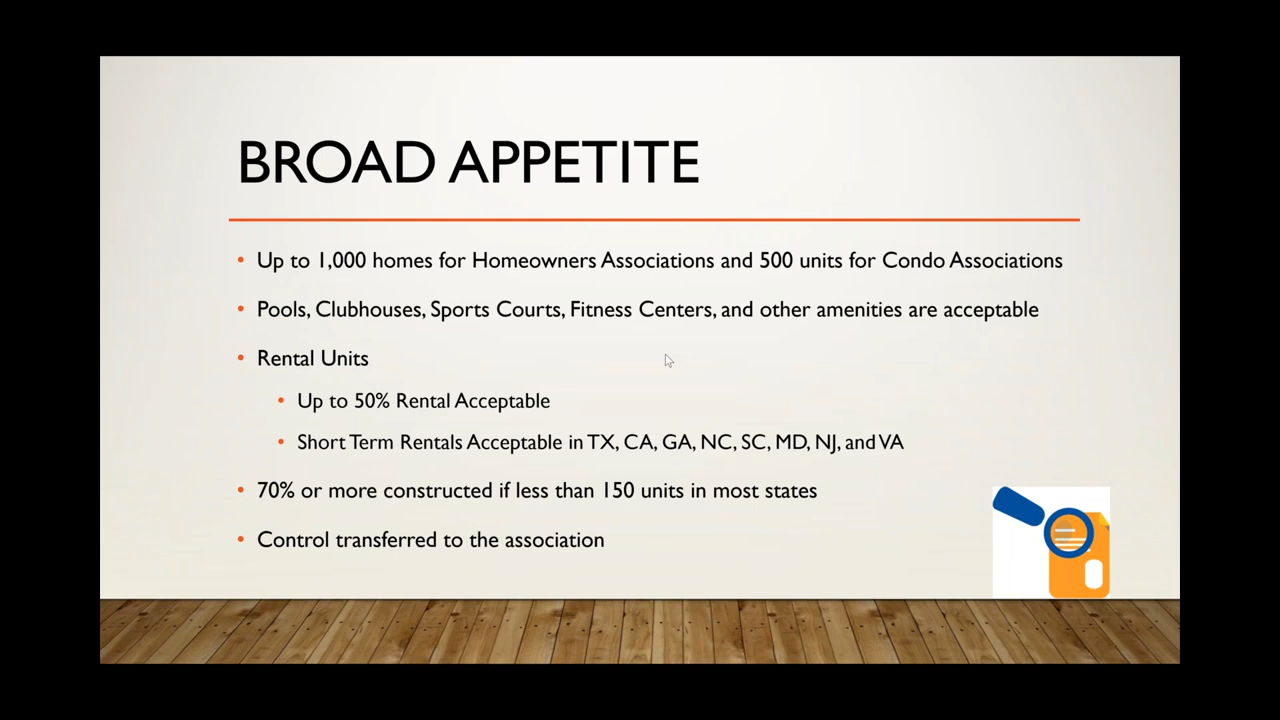 BROAD APPETITE
• Up to 1,000 homes for Homeowners Associations and 500 units for Condo Associations
• Pools, Clubhouses, Sports Courts, Fitness Centers, and other amenities are acceptable
• Rental Units
• Up to 50% Rental Acceptable
• Short Term Rentals Acceptable in TX, CA, GA, NC, SC, MD, NJ, and VA
• 70% or more constructed if less than 150 units in most states
• Control transferred to the association